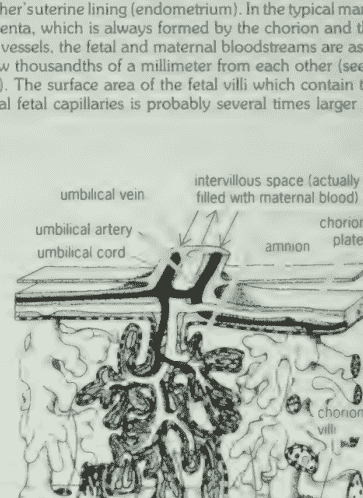 her's uterine lining (endometrium). In the typical ma
enta, which is always formed by the chorion and t
vessels, the fetal and maternal bloodstreams are as
w thousandths of a millimeter from each other (see
). The surface area of the fetal villi which contain t
al fetal capillaries is probably several times larger
umbilical vein
intervillous space (actually
filled with maternal blood)
umbilical artery
umbilical cord
amnion
chorion
plate
chorion
villi